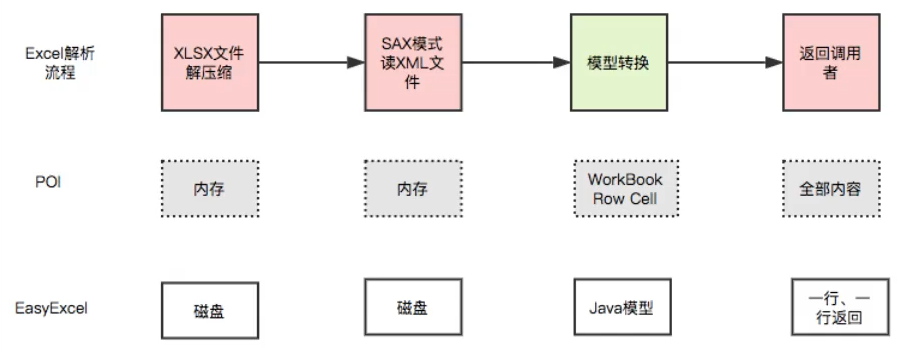 Excel解析
流程
XLSX文件
解压缩
SAX模式
读XML文
件
模型转换
返回调用
者
POI
内存
内存
WorkBook
Row Cell
全部内容
EasyExcel
磁盘
磁盘
Java模型
一行、一
行返回